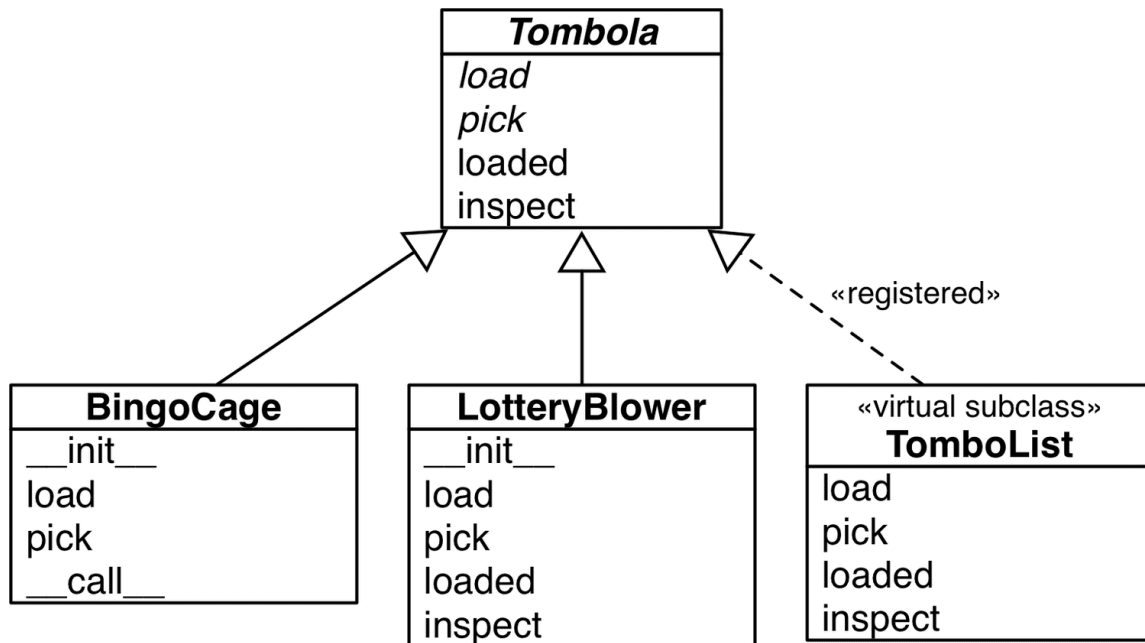 Tombola
load
pick
loaded
inspect
«registered»
BingoCage
__init__
load
pick
__call__
LotteryBlower
__init__
load
pick
loaded
inspect
«virtual subclass»
TomboList
load
pick
loaded
inspect